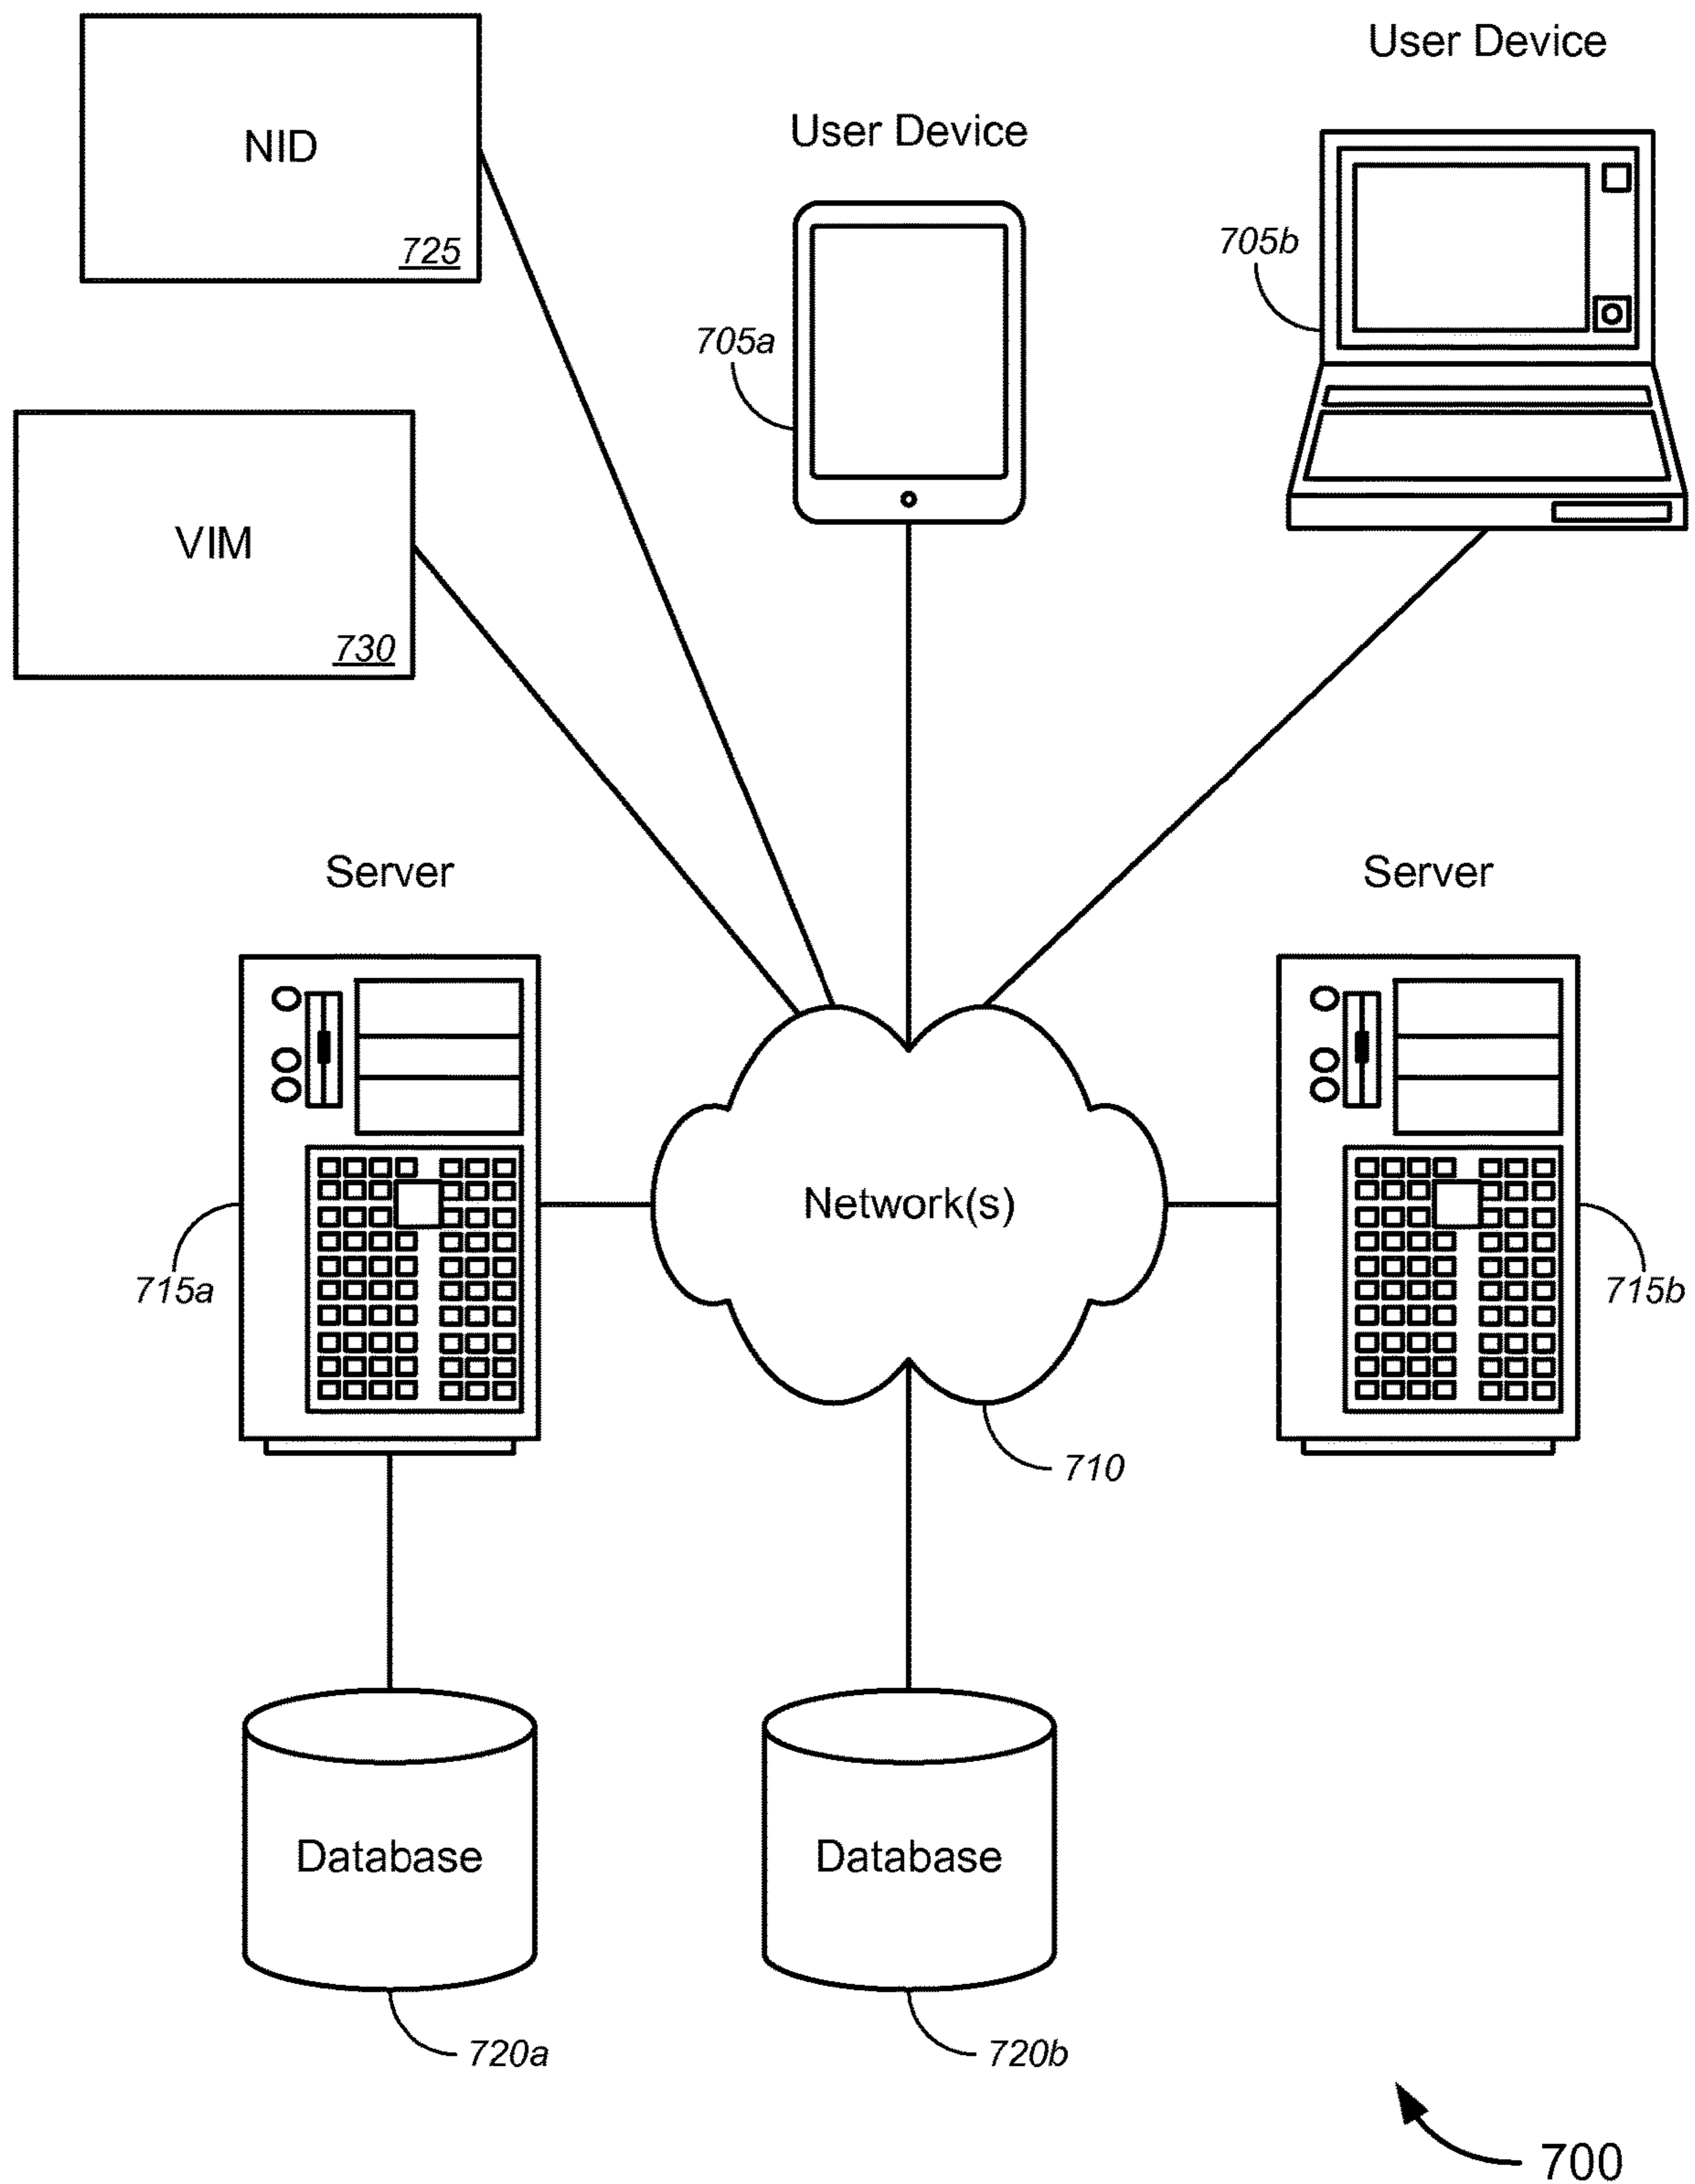 User Device
User Device
NID
725
705a
705b
VIM
730
Server
Server
Network(s)
715a
715b
710
Database
Database
720a
720b
700